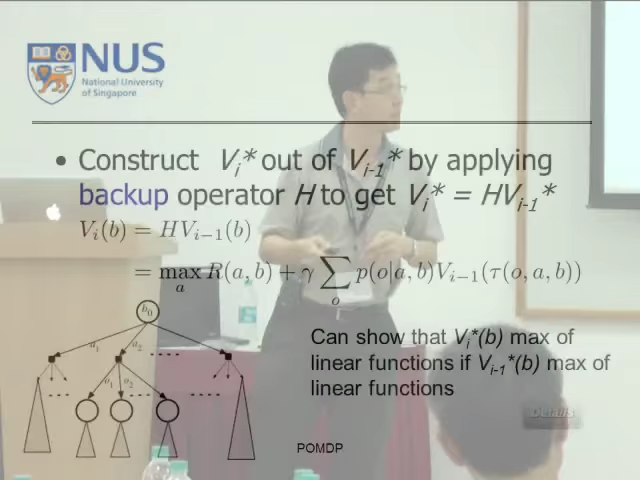 NUS
National University
of Singapore
• Construct V_i* out of V_{i-1}* by applying
backup operator H to get V_i* = HV_{i-1}*
V_i(b) = HV_{i-1}(b)
= max_a R(a, b) + γ ∑_o p(o|a, b)V_{i-1}(τ(o, a, b))
b_0
a_1 a_2
o_1 o_2
Can show that V_i*(b) max of
linear functions if V_{i-1}*(b) max of
linear functions
Details
POMDP